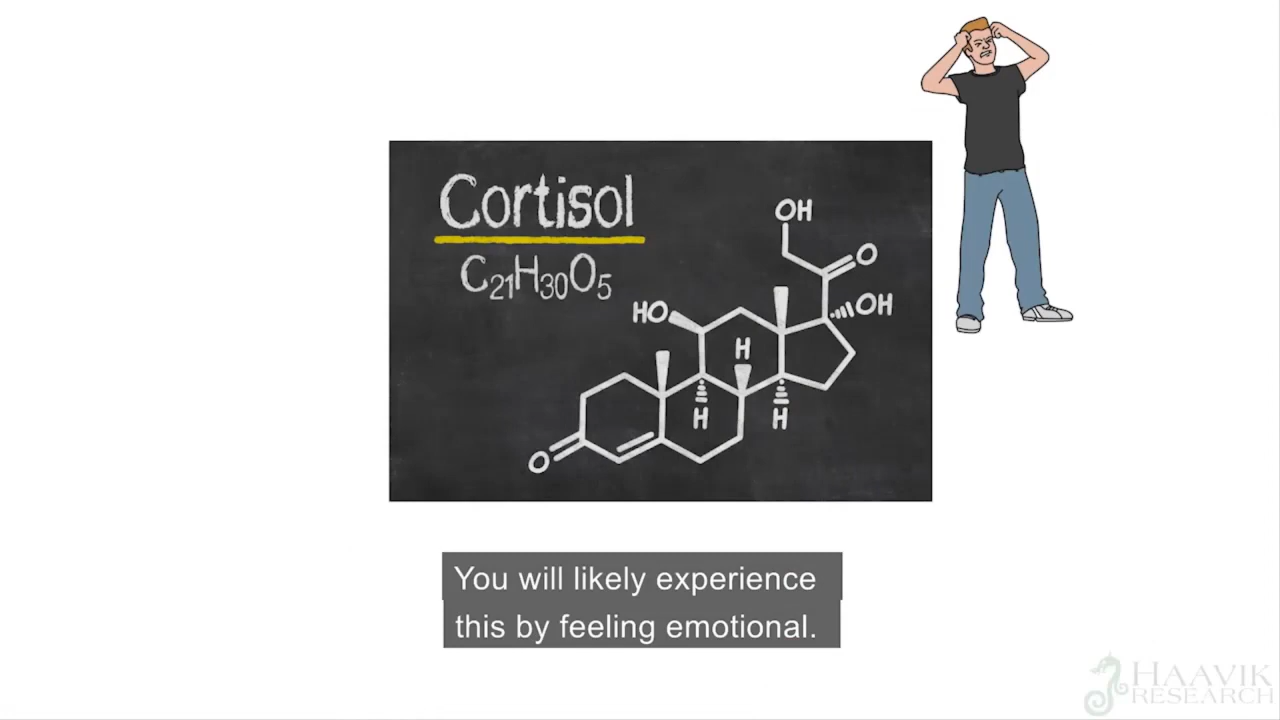 Cortisol
C21H30O5
OH
O
HO
OH
H
H
H
O
You will likely experience
this by feeling emotional.
HAAVIK
RESEARCH